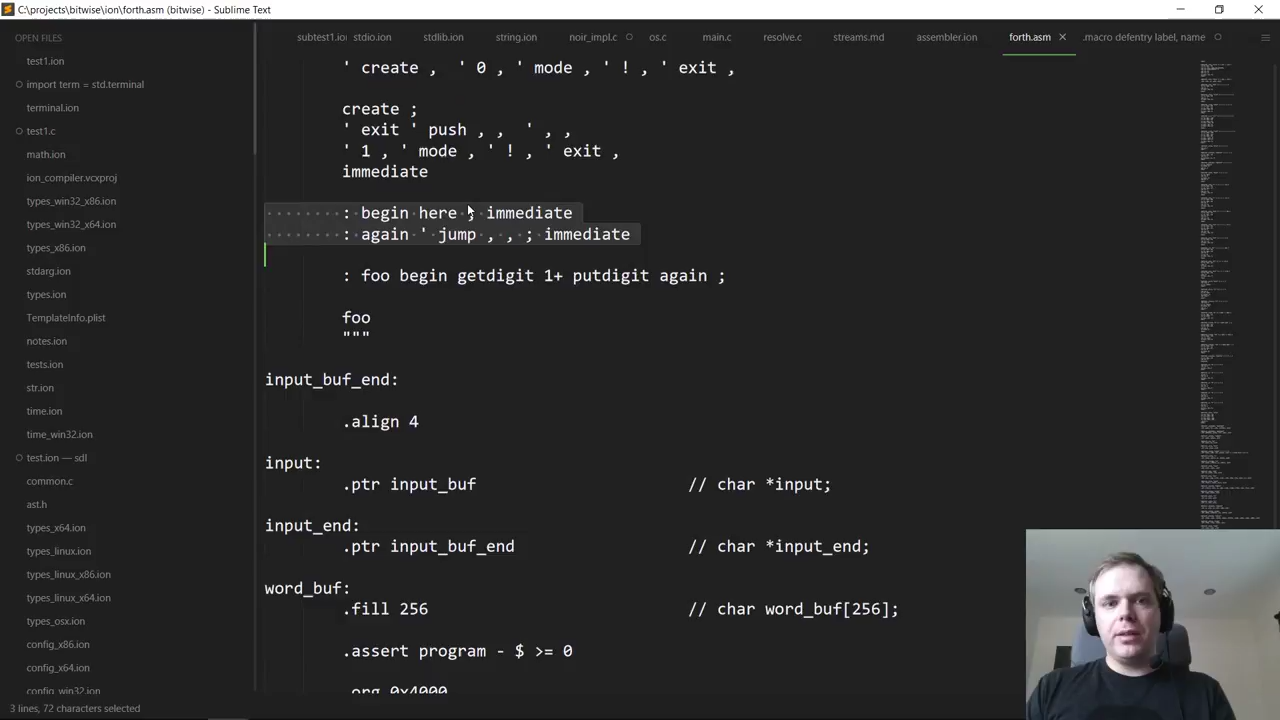 C:\projects\bitwise\ion\forth.asm (bitwise) - Sublime Text
OPEN FILES
subtest1.io stdio.ion stdlib.ion string.ion noir_impl.c os.c main.c resolve.c streams.md assembler.ion forth.asm .macro defentry label, name
test1.ion
import term = std.terminal
terminal.ion
test1.c
math.ion
ion_compiler.vcxproj
types_win32_x86.ion
types_win32_x64.ion
types_x86.ion
stdarg.ion
types.ion
TemplateInfo.plist
notes.ion
tests.ion
str.ion
time.ion
time_win32.ion
test.ion — sdl
common.c
ast.h
types_x64.ion
types_linux.ion
types_linux_x86.ion
types_linux_x64.ion
types_osx.ion
config_x86.ion
config_x64.ion
config_win32.ion
' create , ' 0 , ' mode , ' ! , ' exit ,
create ;
' exit ' push , , ' , ,
' 1 , ' mode , ' ! , ' exit ,
immediate
: begin here ; immediate
: again ' jump , , ; immediate
foo begin getdigit 1+ putdigit again ;
foo
"""
input_buf_end:
.align 4
input:
.ptr input_buf // char *input;
input_end:
.ptr input_buf_end // char *input_end;
word_buf:
.fill 256 // char word_buf[256];
.assert program - $ >= 0
.org 0x4000
3 lines, 72 characters selected